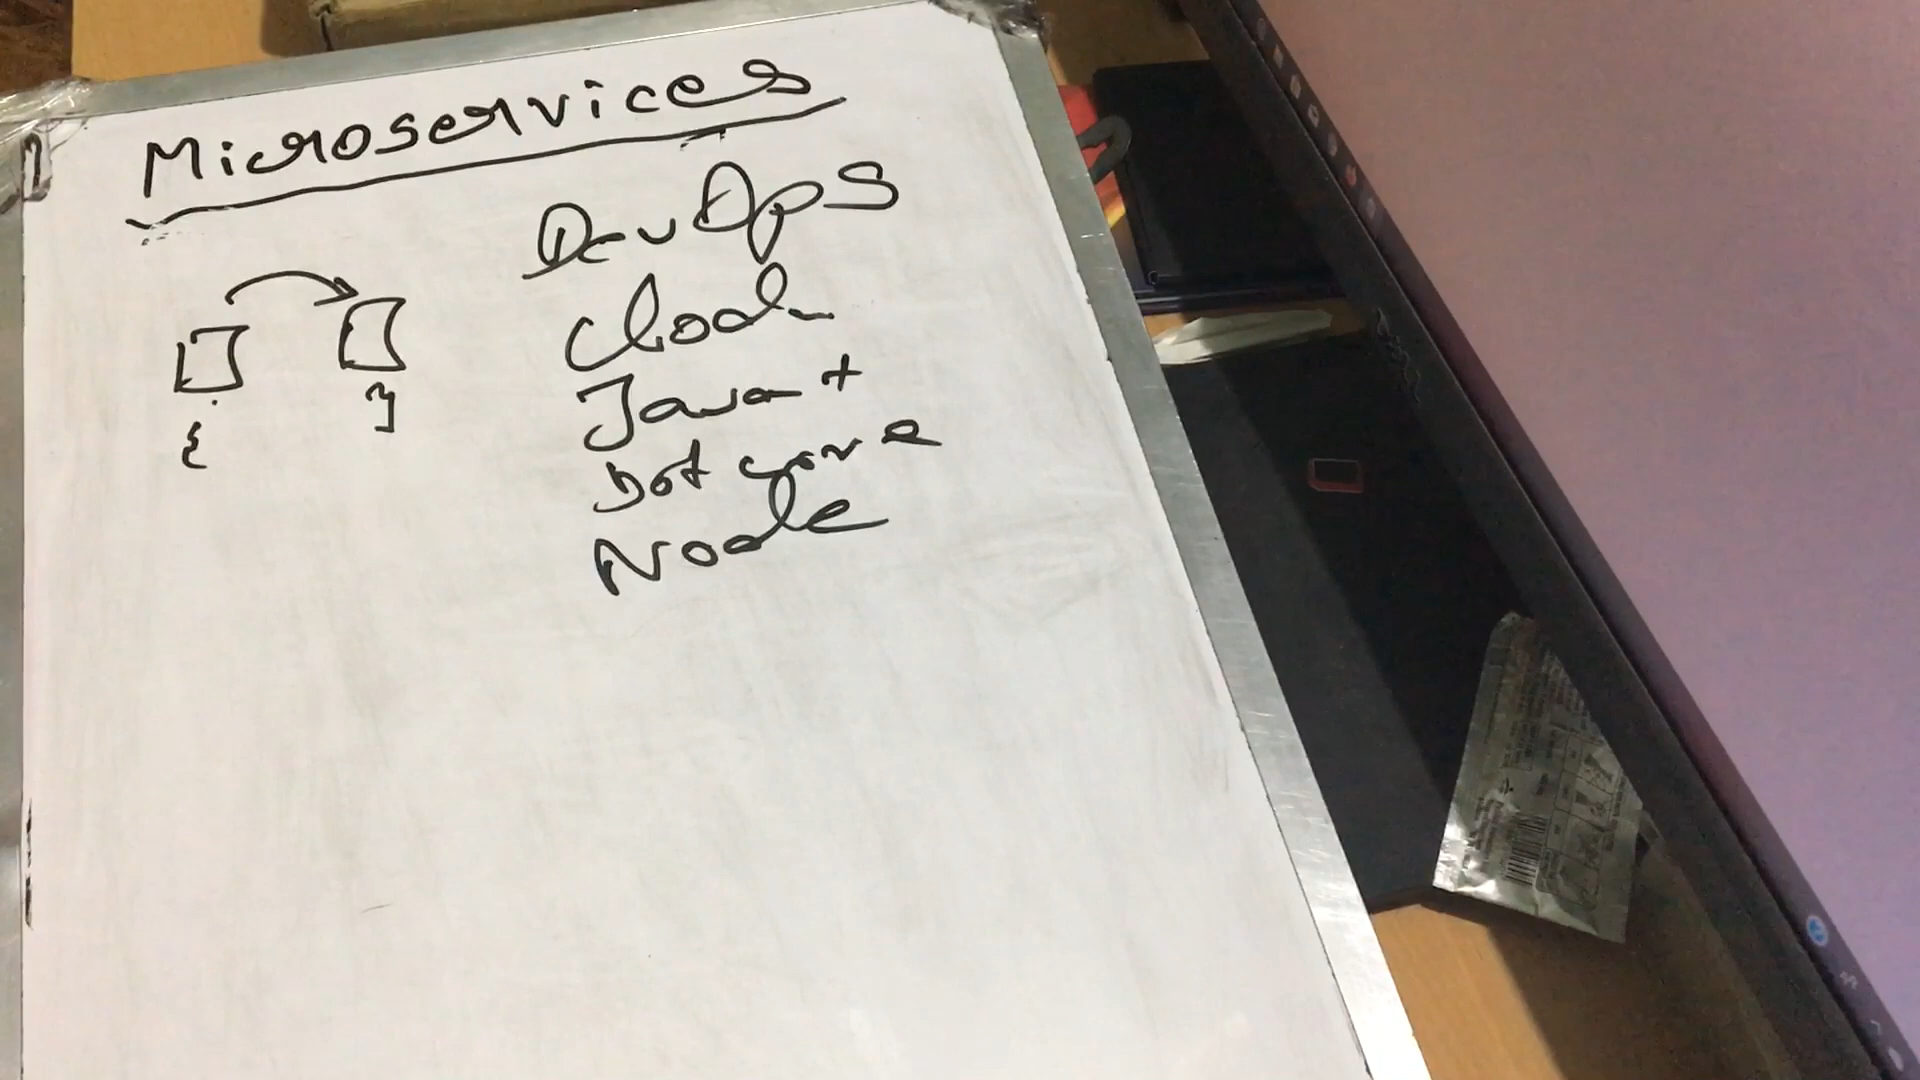 Microservices
DevOps
Cloud
Java +
Dot core
Node